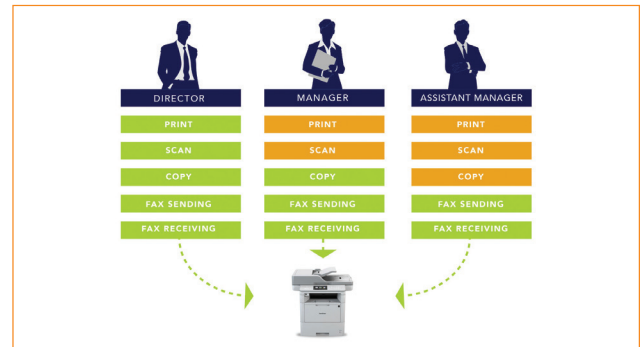 DIRECTOR
PRINT
SCAN
COPY
FAX SENDING
FAX RECEIVING
MANAGER
PRINT
SCAN
COPY
FAX SENDING
FAX RECEIVING
ASSISTANT MANAGER
PRINT
SCAN
COPY
FAX SENDING
FAX RECEIVING